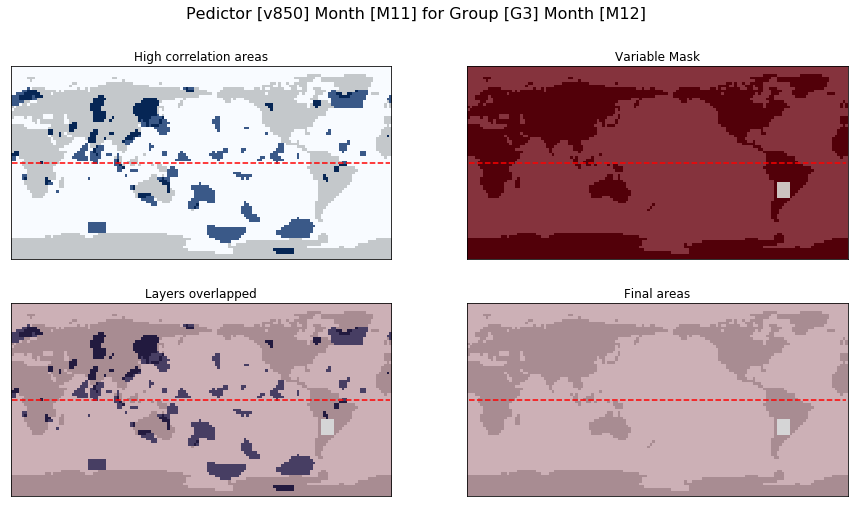 Pedictor [v850] Month [M11] for Group [G3] Month [M12]
High correlation areas
Variable Mask
Layers overlapped
Final areas